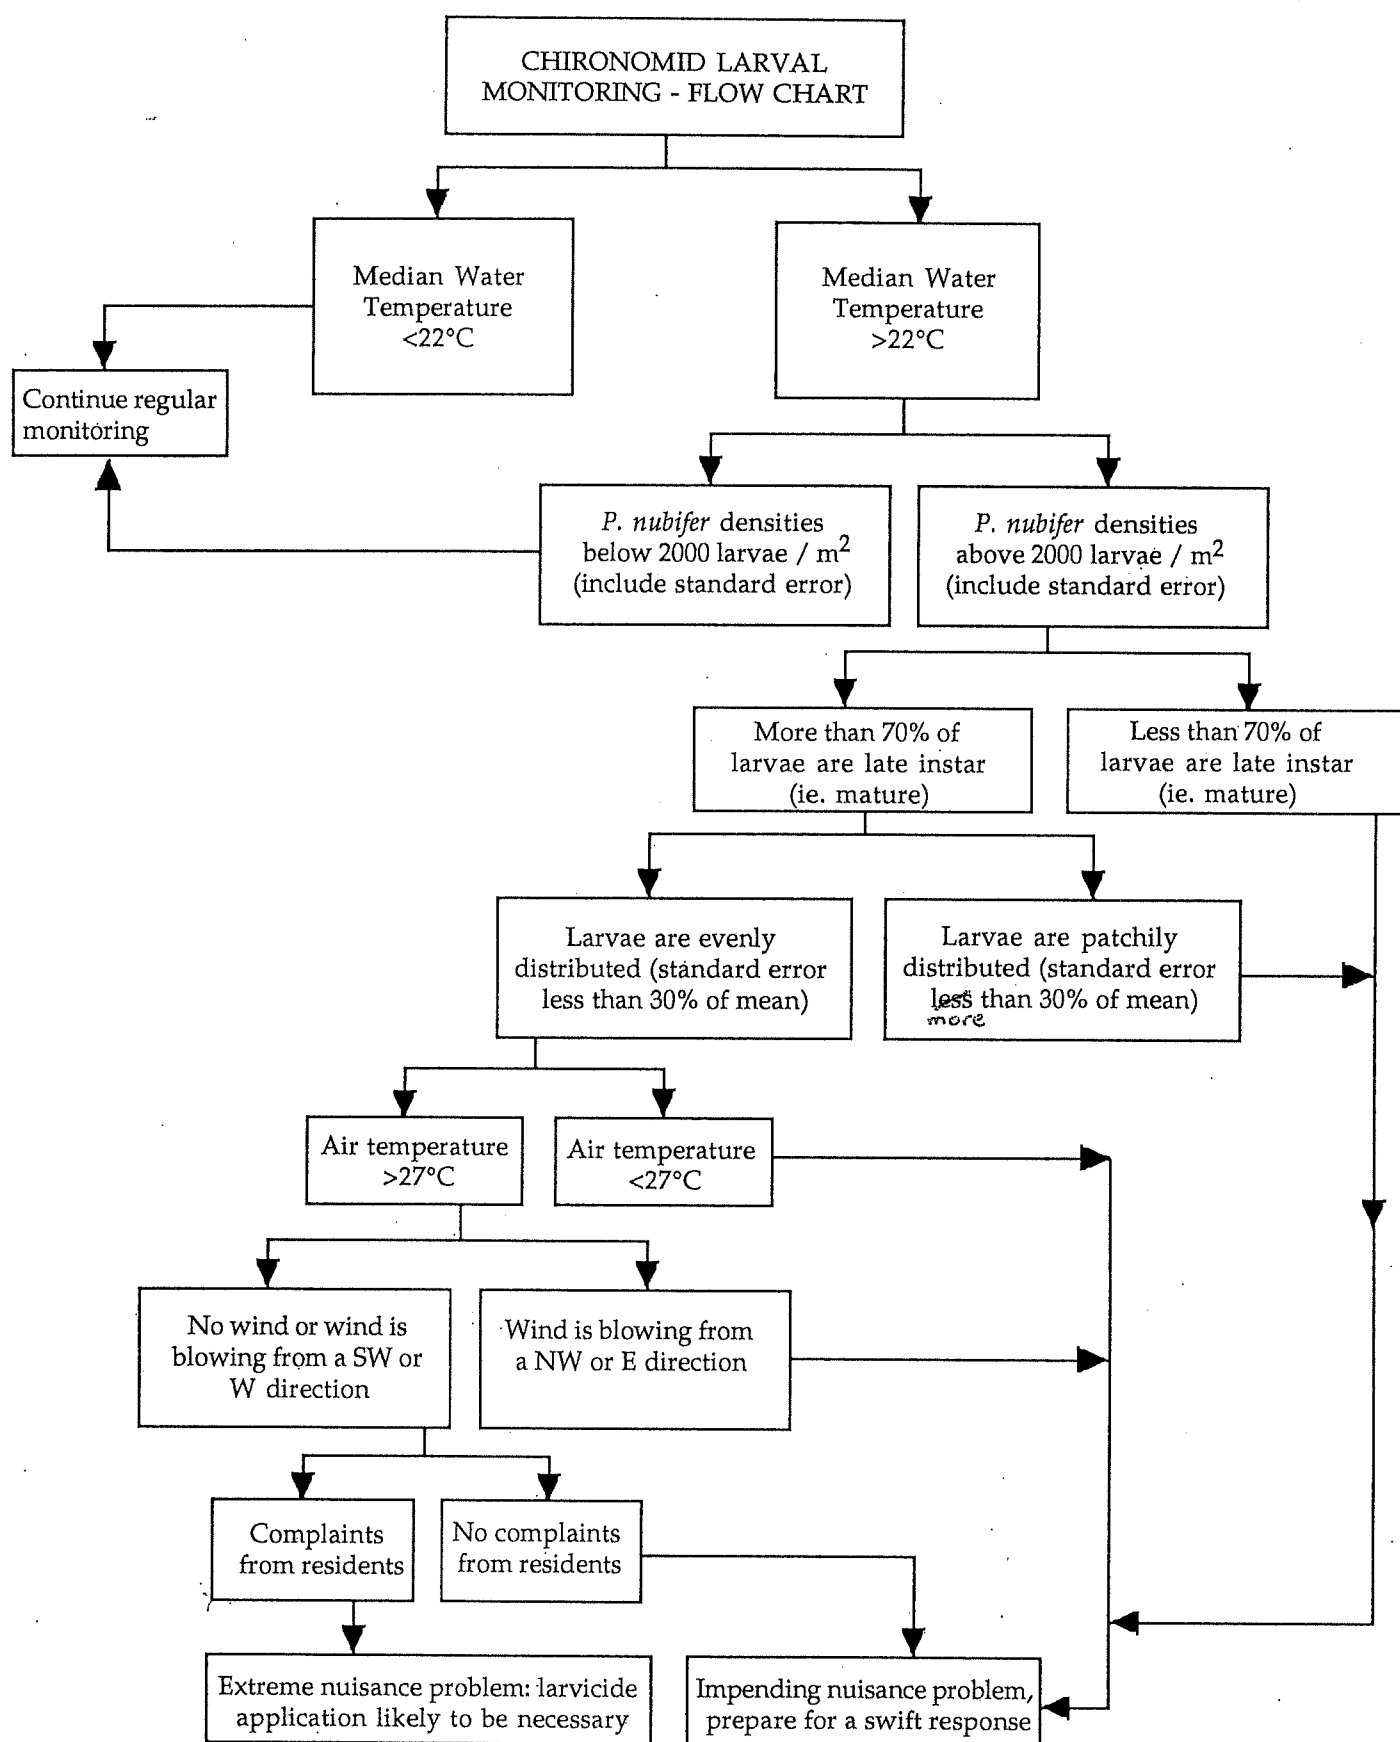 CHIRONOMID LARVAL
MONITORING - FLOW CHART
Median Water
Temperature
<22°C
Median Water
Temperature
>22°C
Continue regular
monitoring
P. nubifer densities
below 2000 larvae / m²
(include standard error)
P. nubifer densities
above 2000 larvae / m²
(include standard error)
More than 70% of
larvae are late instar
(ie. mature)
Less than 70% of
larvae are late instar
(ie. mature)
Larvae are evenly
distributed (standard error
less than 30% of mean)
Larvae are patchily
distributed (standard error
less than 30% of mean)
more
Air temperature
>27°C
Air temperature
<27°C
No wind or wind is
blowing from a SW or
W direction
Wind is blowing from
a NW or E direction
Complaints
from residents
No complaints
from residents
Extreme nuisance problem: larvicide
application likely to be necessary
Impending nuisance problem,
prepare for a swift response